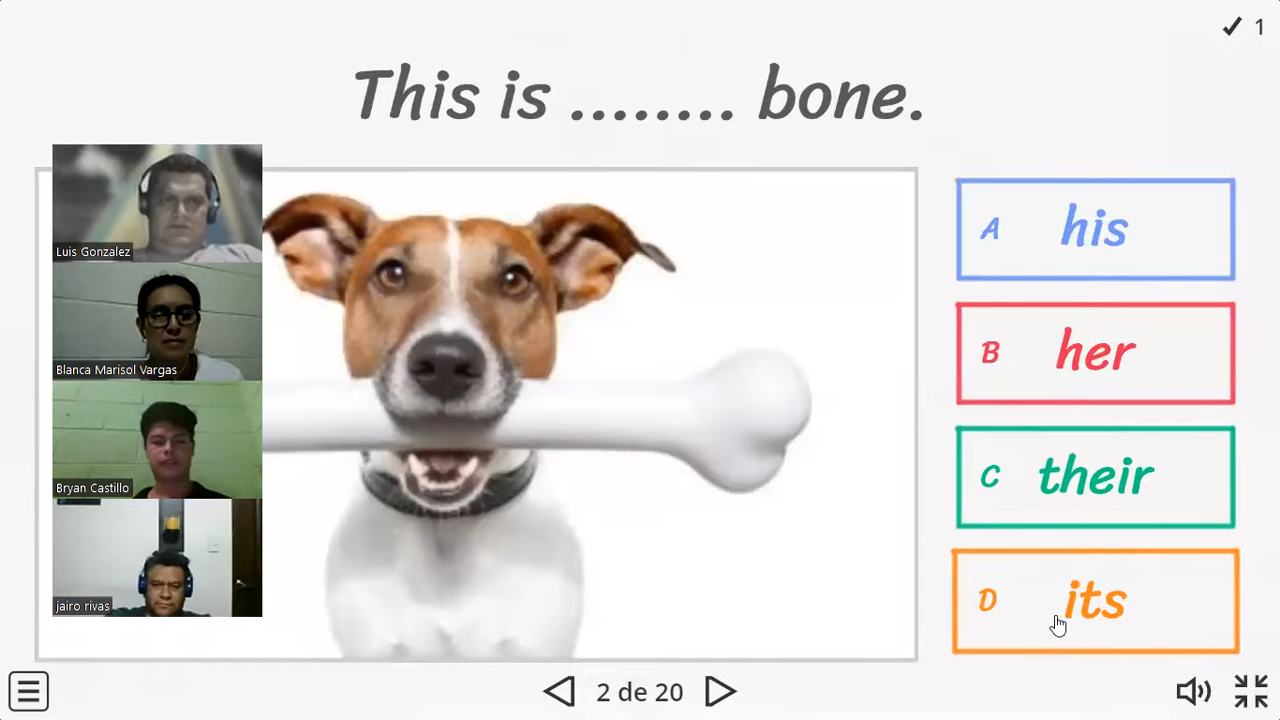 ✓ 1
This is ........ bone.
Luis Gonzalez
Blanca Marisol Vargas
Bryan Castillo
jairo rivas
A his
B her
C their
D its
2 de 20